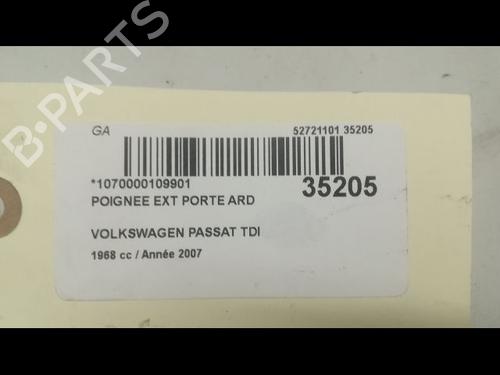 B-PARTS
GA
52721101 35205
*1070000109901
35205
POIGNEE EXT PORTE ARD
VOLKSWAGEN PASSAT TDI
1968 cc / Année 2007